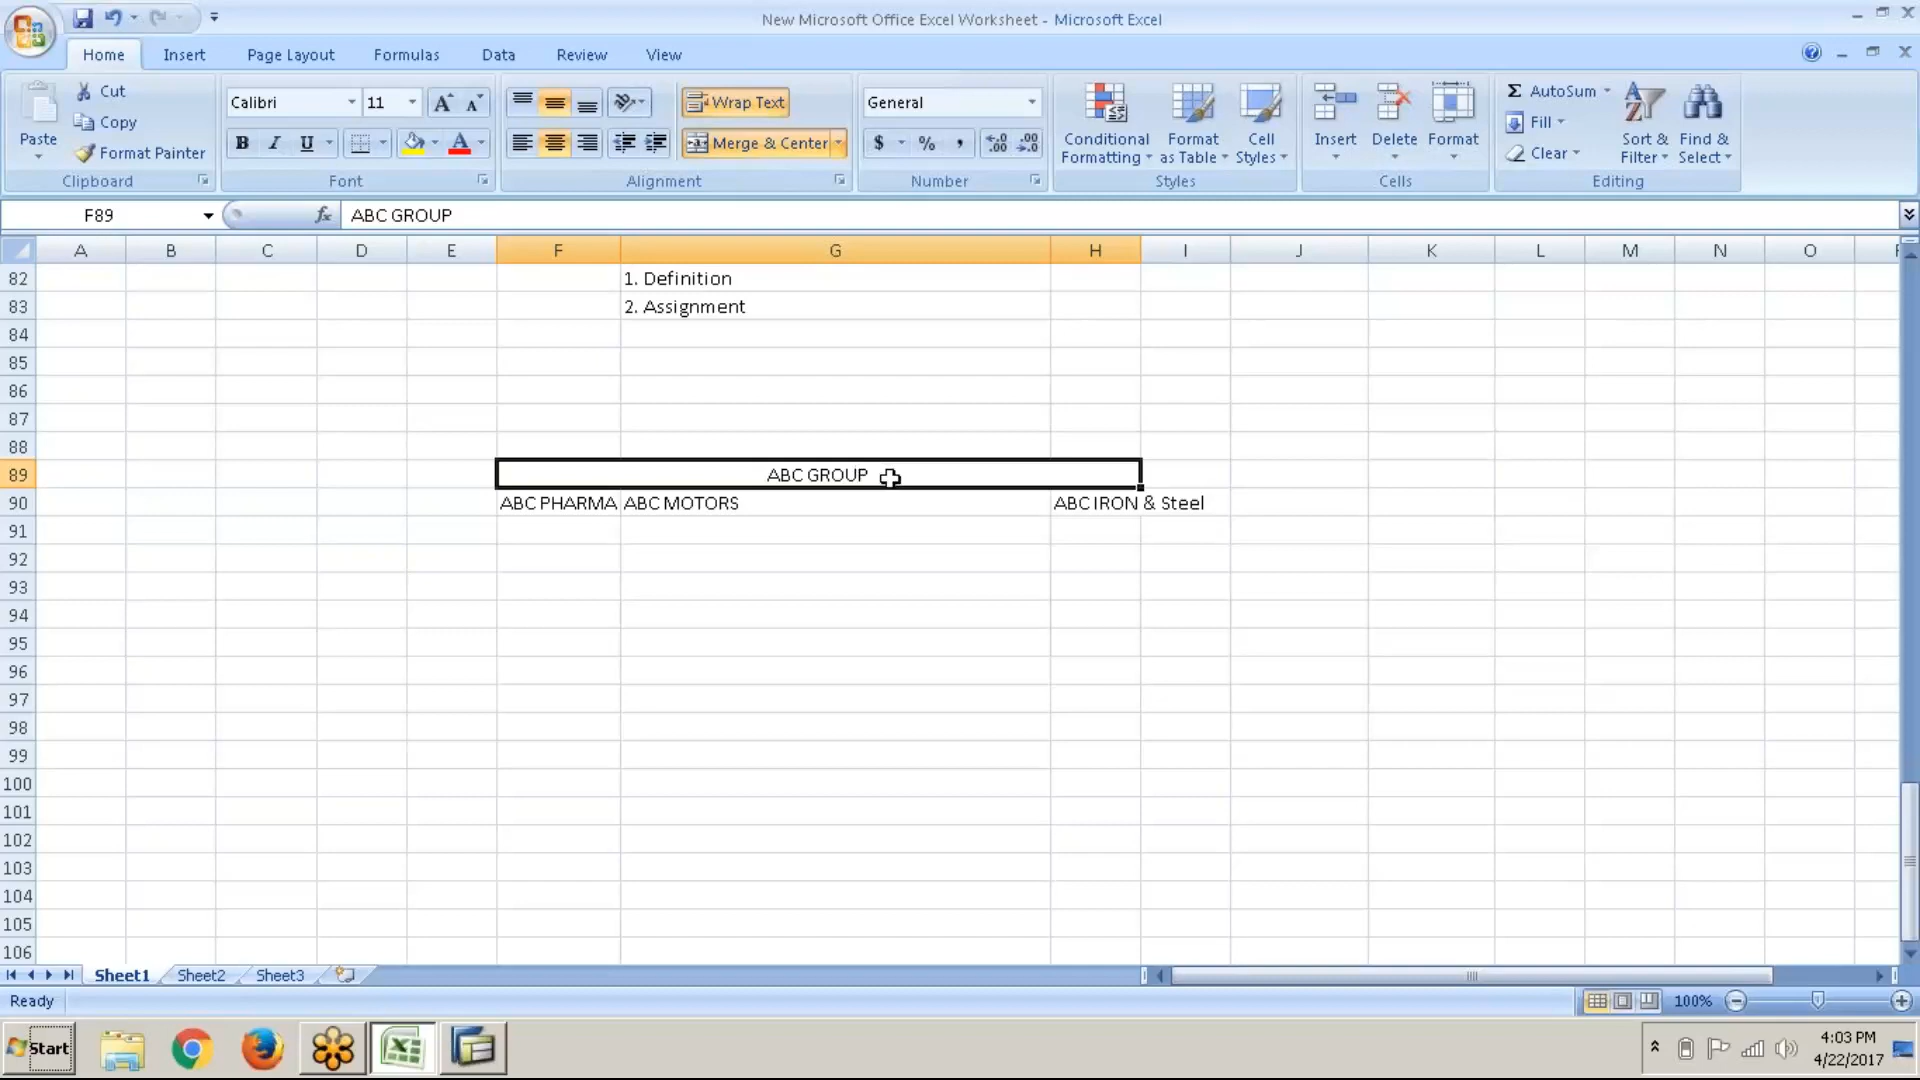 New Microsoft Office Excel Worksheet - Microsoft Excel
Home Insert Page Layout Formulas Data Review View
Paste Cut Copy Format Painter Clipboard
Calibri 11 B I U Font
Wrap Text Merge & Center Alignment
General $ % , Number
Conditional Formatting Format as Table Cell Styles Styles
Insert Delete Format Cells
Σ AutoSum Fill Clear Sort & Filter Find & Select Editing
F89 fx ABC GROUP
A B C D E F G H I J K L M N O
82 1. Definition
83 2. Assignment
84
85
86
87
88
89 ABC GROUP
90 ABC PHARMA ABC MOTORS ABC IRON & Steel
91
92
93
94
95
96
97
98
99
100
101
102
103
104
105
106
Sheet1 Sheet2 Sheet3
Ready 100%
Start 4:03 PM
4/22/2017